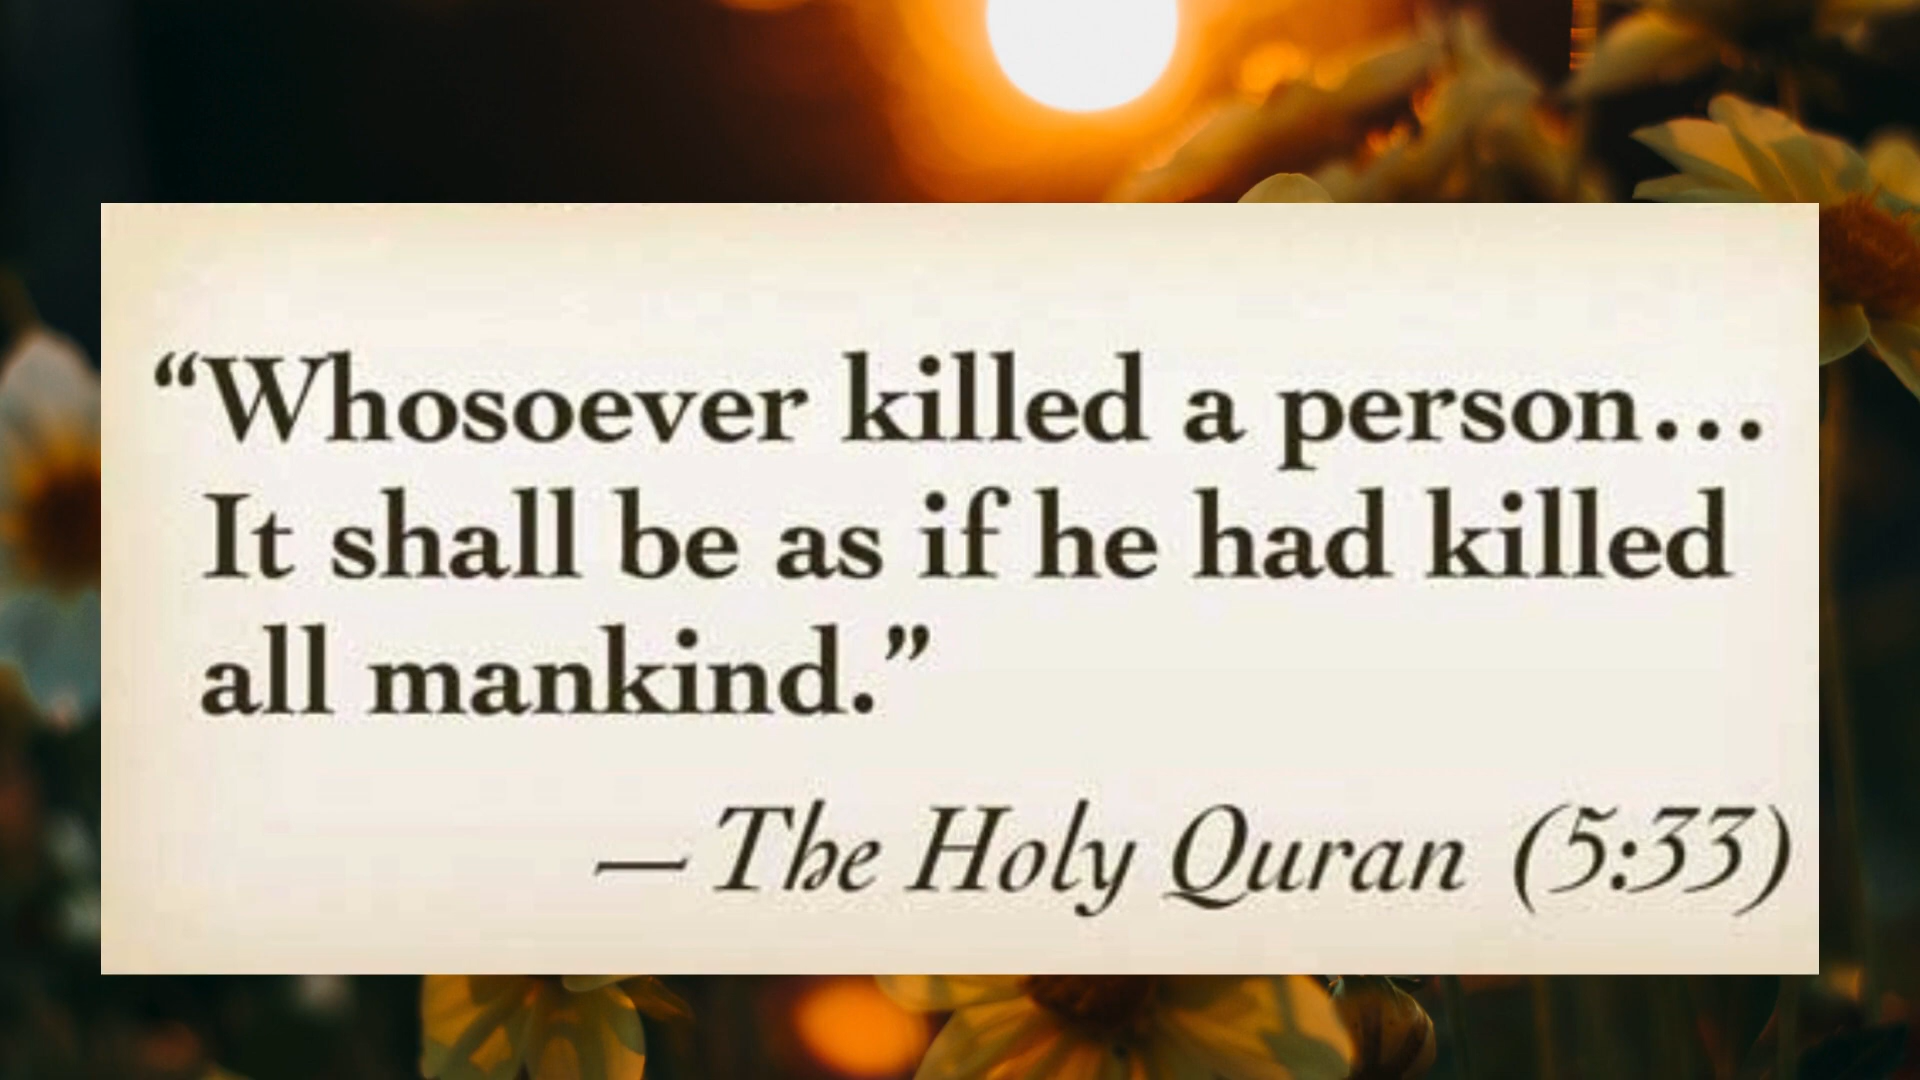 “Whosoever killed a person…
It shall be as if he had killed
all mankind.”
— The Holy Quran (5:33)